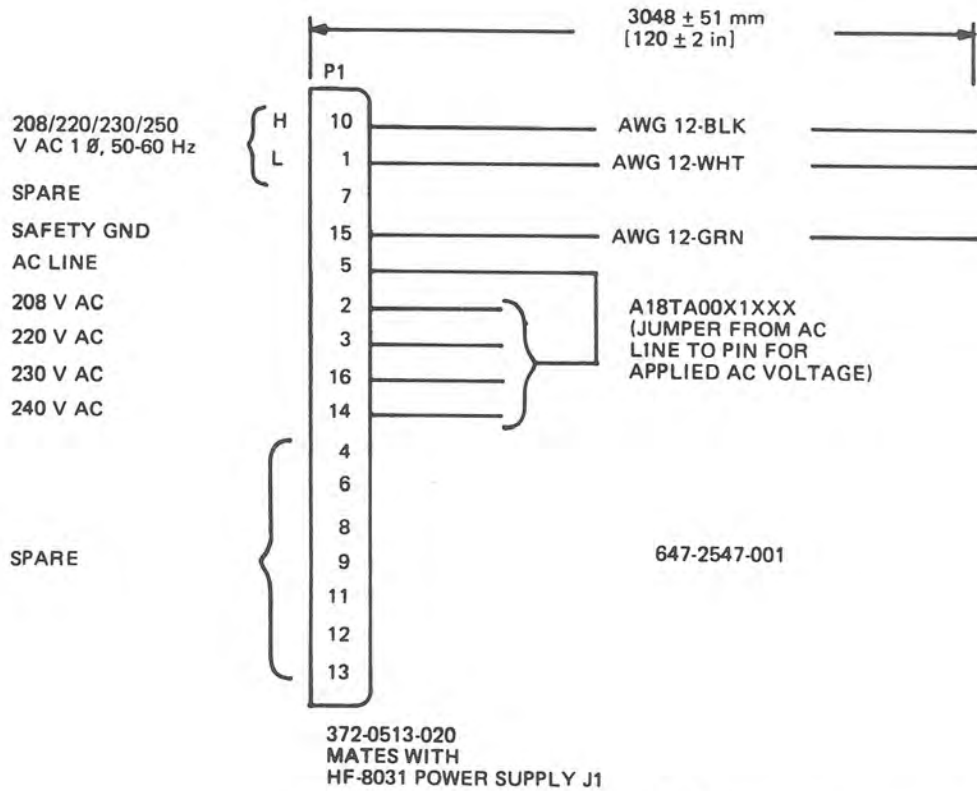 3048 ± 51 mm
[120 ± 2 in]
P1
208/220/230/250
V AC 1 Ø, 50-60 Hz
H 10 AWG 12-BLK
L 1 AWG 12-WHT
SPARE 7
SAFETY GND 15 AWG 12-GRN
AC LINE 5
208 V AC 2
220 V AC 3
230 V AC 16
240 V AC 14
A18TA00X1XXX
(JUMPER FROM AC
LINE TO PIN FOR
APPLIED AC VOLTAGE)
4
6
8
SPARE 9
11
12
13
647-2547-001
372-0513-020
MATES WITH
HF-8031 POWER SUPPLY J1